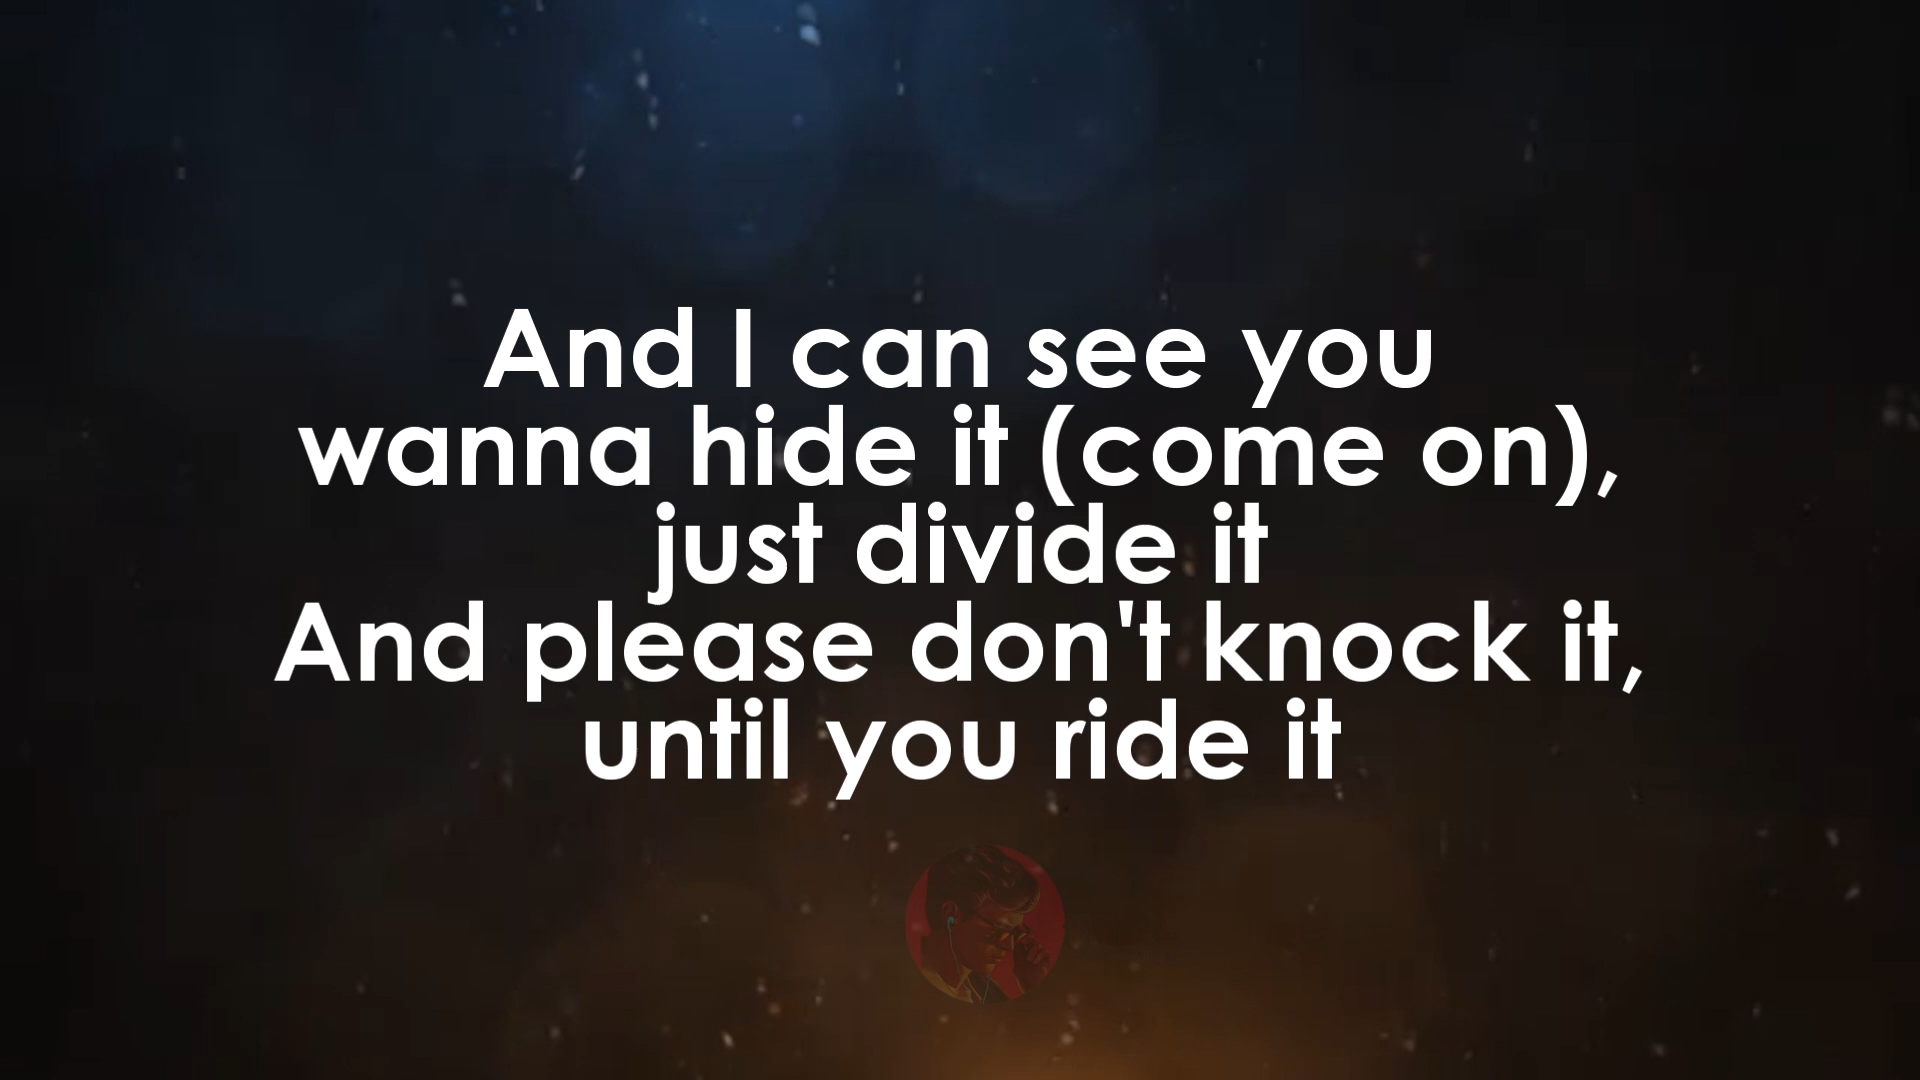 And I can see you
wanna hide it (come on),
just divide it
And please don't knock it,
until you ride it